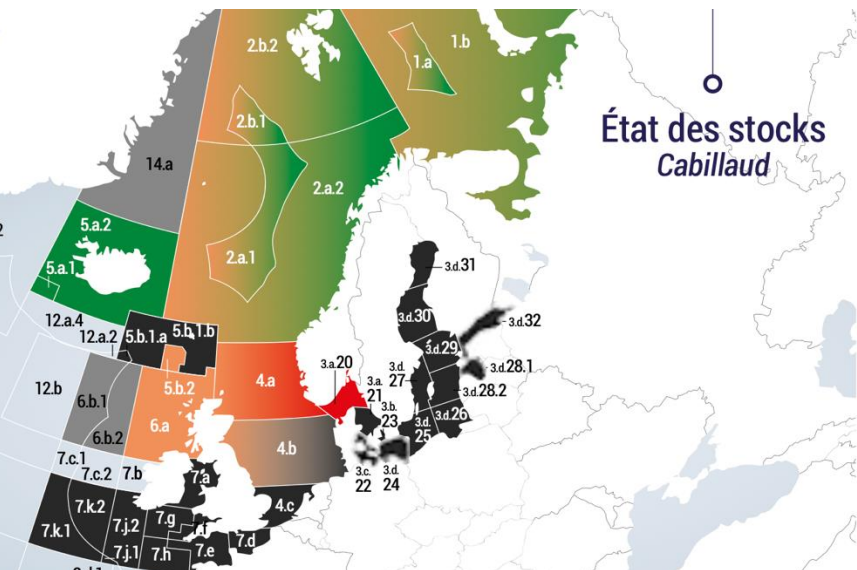 État des stocks
Cabillaud
2.b.2
1.b
1.a
2.b.1
14.a
2.a.2
5.a.2
2.a.1
5.a.1
3.d.31
12.a.4
3.d.30
3.d.32
12.a.2
5.b.1.a
5.b.1.b
3.d.29
3.a.20
3.d.
27
3.d.28.1
12.b
5.b.2
4.a
3.a.
21
3.d.28.2
6.b.1
3.b.
23
3.d.26
6.a
3.d.
25
6.b.2
4.b
7.c.1
7.c.2
7.b
7.a
3.c.
22
3.d.
24
7.k.2
4.c
7.k.1
7.j.2
7.g
7.f
7.d
7.j.1
7.h
7.e